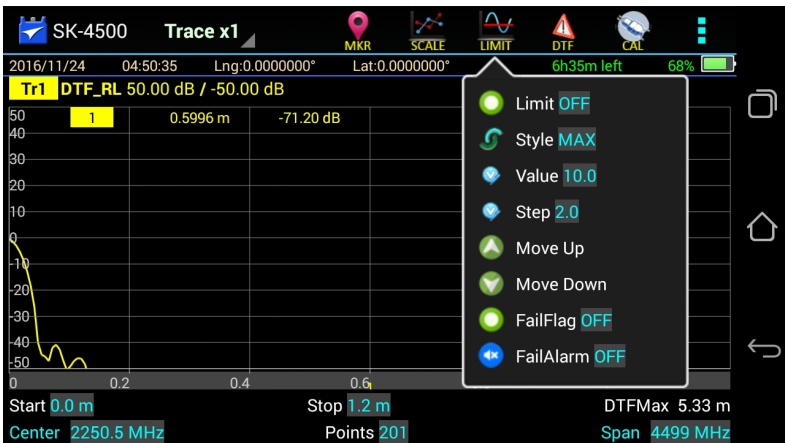 SK-4500 Trace x1 MKR SCALE LIMIT DTF CAL
2016/11/24 04:50:35 Lng:0.0000000° Lat:0.0000000° 6h35m left 68%
Tr1 DTF_RL 50.00 dB / -50.00 dB
1 0.5996 m -71.20 dB
50
40
30
20
10
0
-10
-20
-30
-40
-50
0 0.2 0.4 0.6
Limit OFF
Style MAX
Value 10.0
Step 2.0
Move Up
Move Down
FailFlag OFF
FailAlarm OFF
Start 0.0 m Stop 1.2 m DTFMax 5.33 m
Center 2250.5 MHz Points 201 Span 4499 MHz